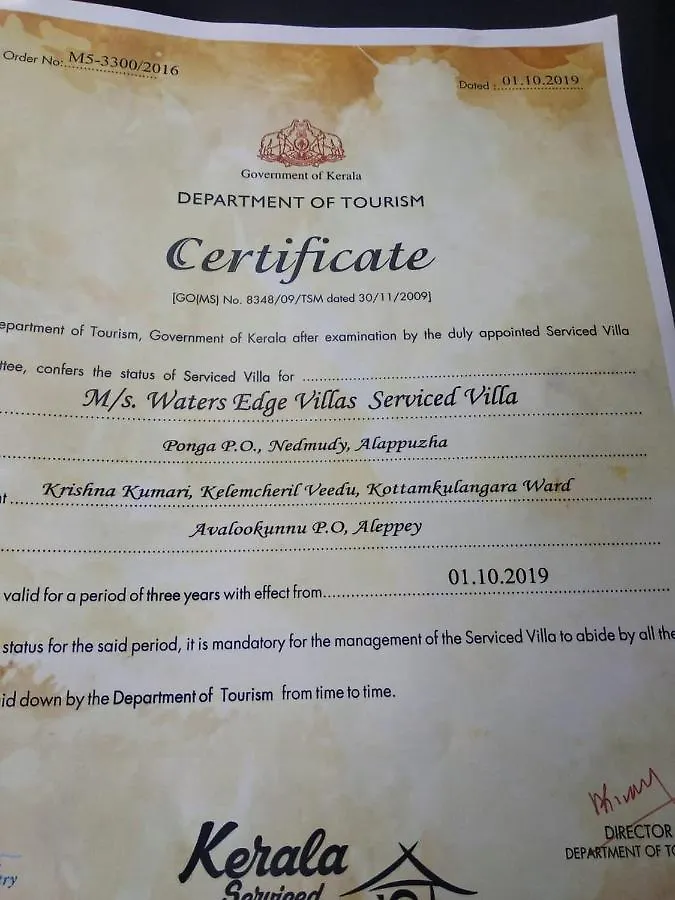 Order No: M5-3300/2016
Dated : 01.10.2019
Government of Kerala
DEPARTMENT OF TOURISM
Certificate
[GO(MS) No. 8348/09/TSM dated 30/11/2009]
epartment of Tourism, Government of Kerala after examination by the duly appointed Serviced Villa
ttee, confers the status of Serviced Villa for
M/s. Waters Edge Villas Serviced Villa
Ponga P.O., Nedmudy, Alappuzha
t Krishna Kumari, Kelemcheril Veedu, Kottamkulangara Ward
Avalookunnu P.O, Aleppey
valid for a period of three years with effect from 01.10.2019
status for the said period, it is mandatory for the management of the Serviced Villa to abide by all the
id down by the Department of Tourism from time to time.
DIRECTOR
DEPARTMENT OF TO
ry
Kerala
Serviced